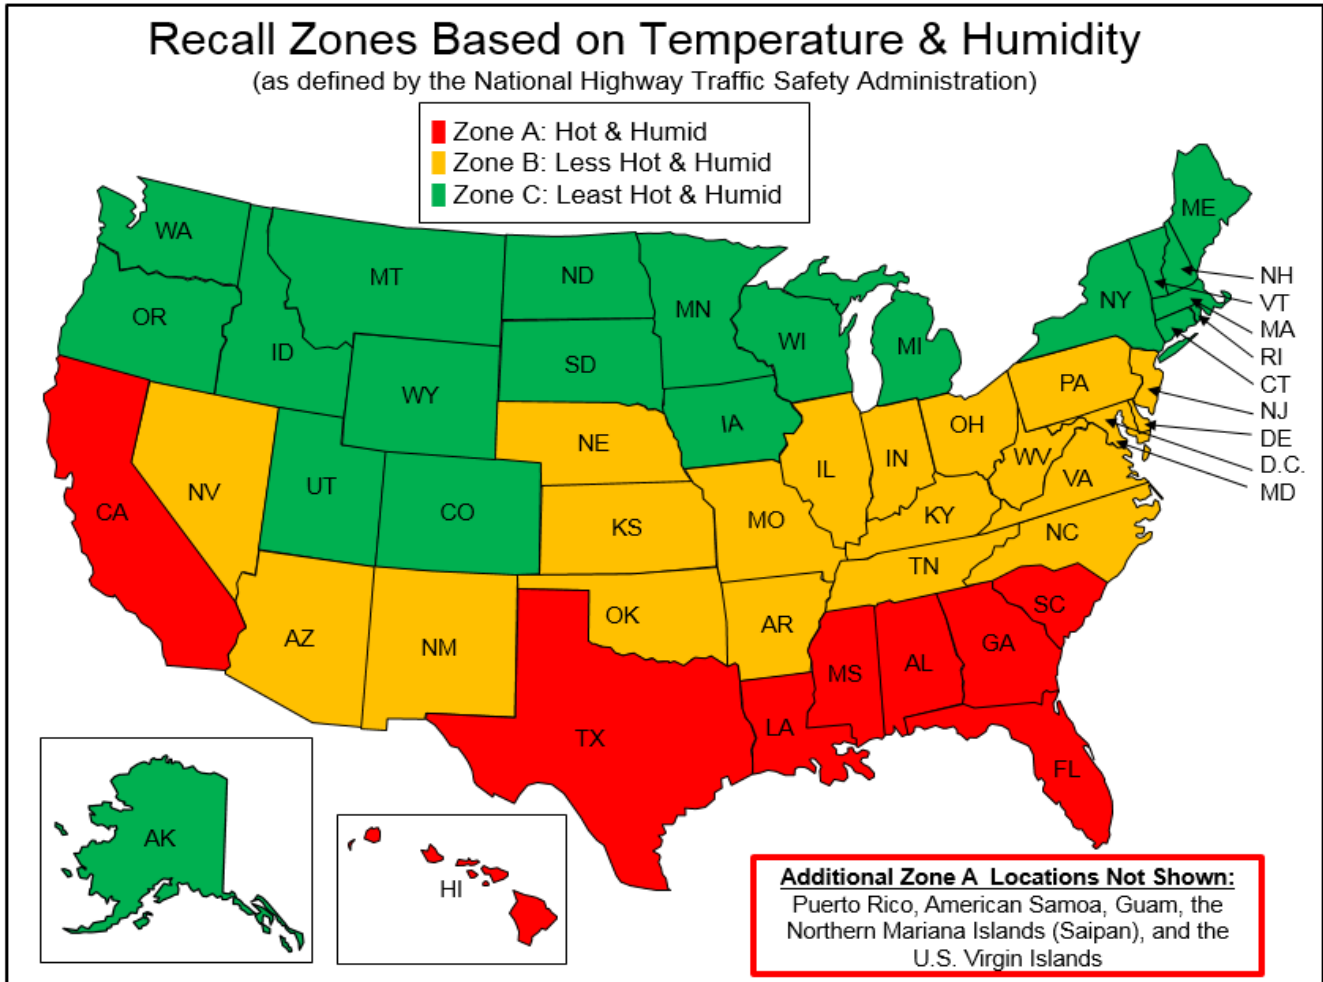 Recall Zones Based on Temperature & Humidity
(as defined by the National Highway Traffic Safety Administration)
Zone A: Hot & Humid
Zone B: Less Hot & Humid
Zone C: Least Hot & Humid
WA
MT
ND
MN
ME
OR
ID
SD
WI
MI
NY
NH
VT
MA
RI
CT
NJ
DE
D.C.
MD
WY
IA
PA
NE
OH
IL
IN
WV
VA
NV
UT
CO
CA
KS
MO
KY
NC
TN
AZ
NM
OK
AR
SC
GA
AL
MS
TX
LA
FL
AK
HI
Additional Zone A Locations Not Shown:
Puerto Rico, American Samoa, Guam, the
Northern Mariana Islands (Saipan), and the
U.S. Virgin Islands